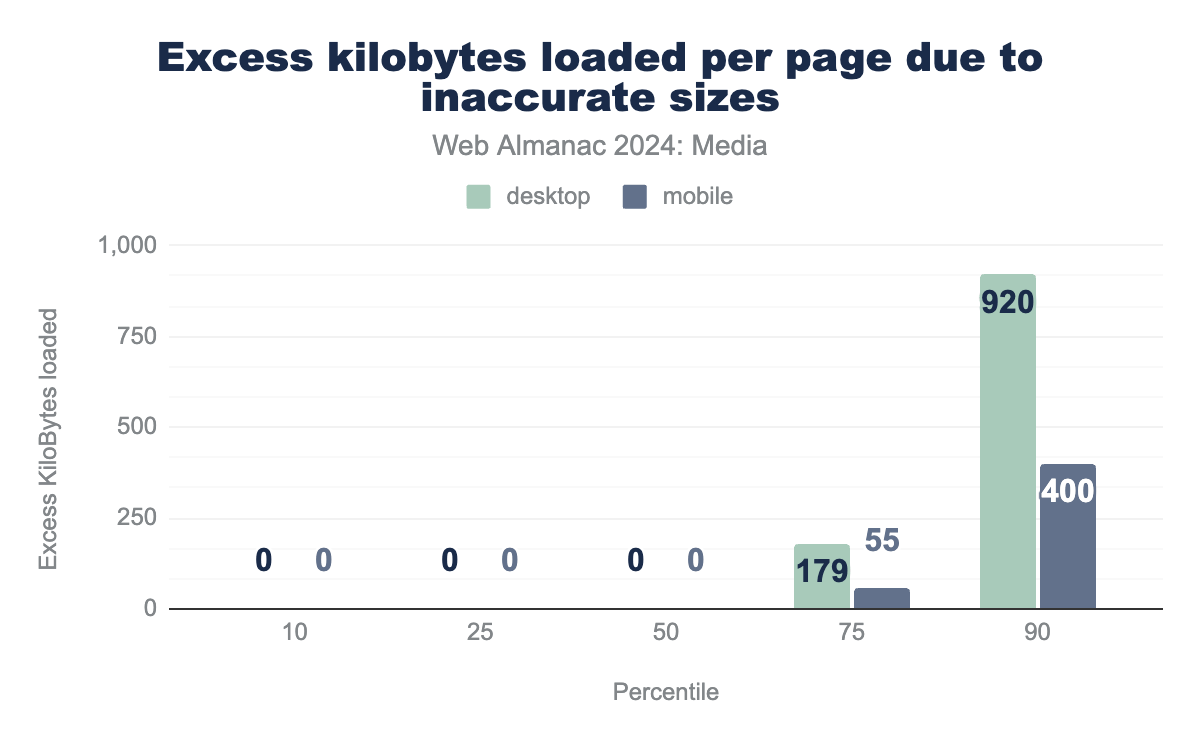 Excess kilobytes loaded per page due to
inaccurate sizes
Web Almanac 2024: Media
desktop mobile
Excess KiloBytes loaded
1,000
750
500
250
0
0 0 0 0 0 0 179 55 920 400
10 25 50 75 90
Percentile